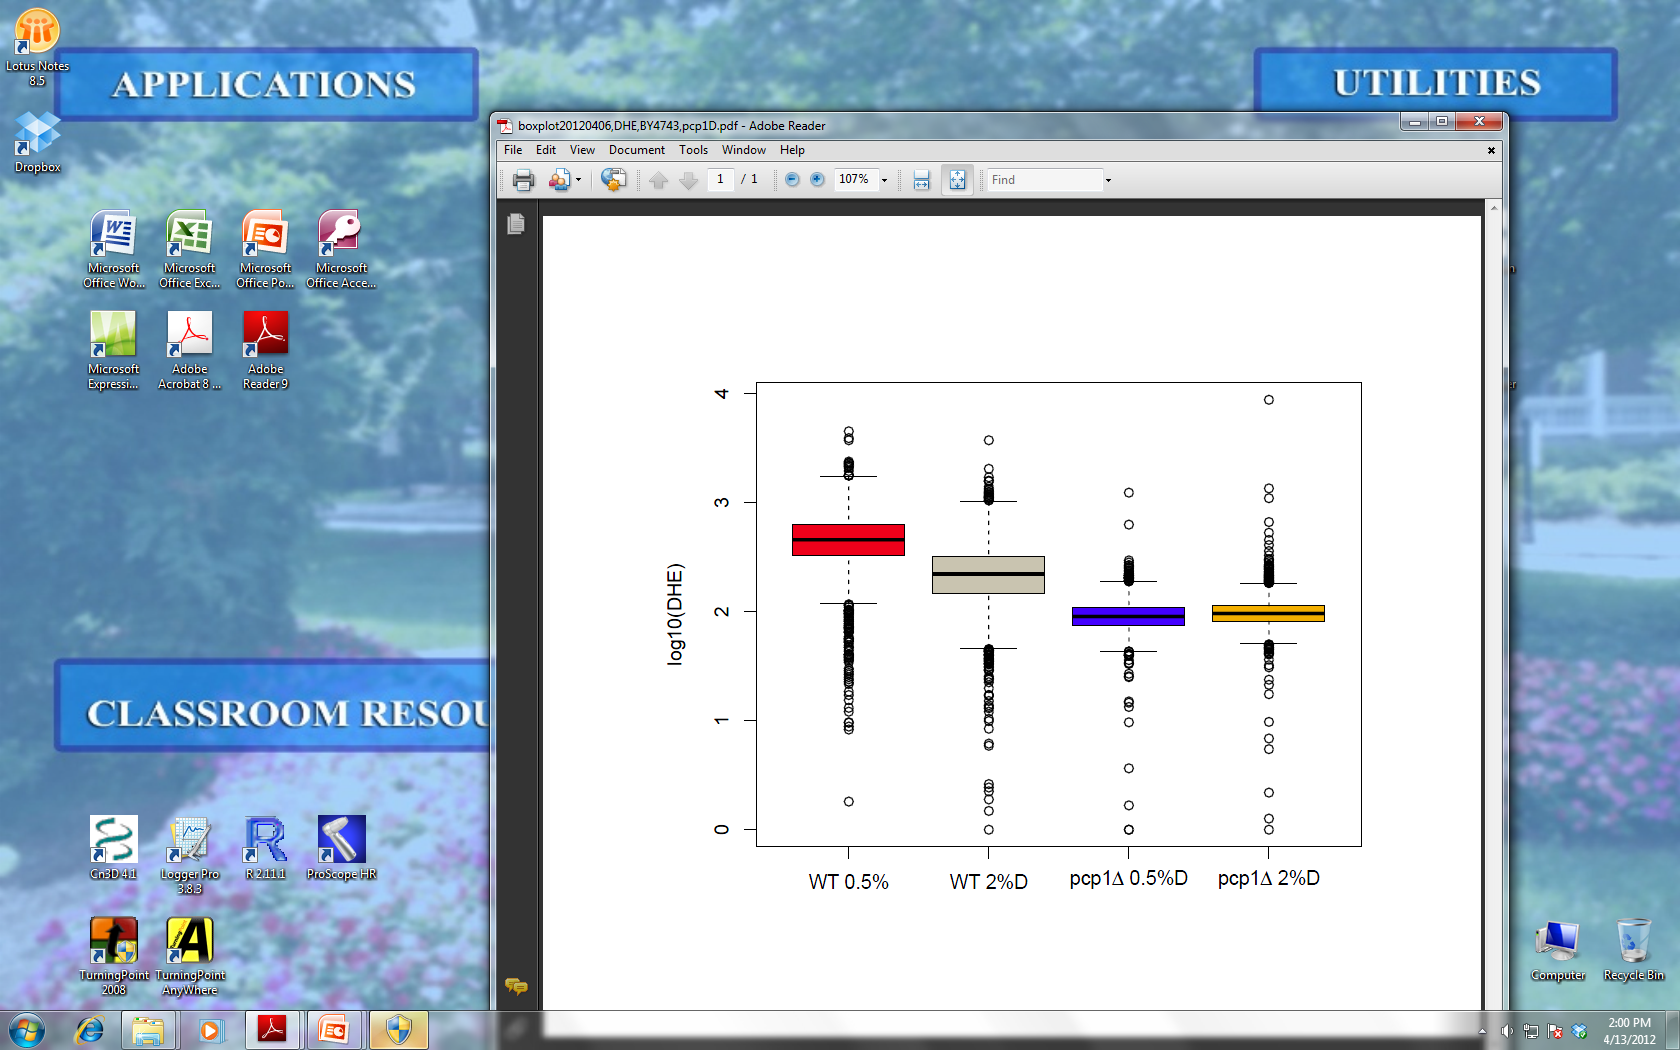 Lotus Notes
8.5
APPLICATIONS
UTILITIES
Dropbox
boxplot20120406,DHE,BY4743,pcp1D.pdf - Adobe Reader
File Edit View Document Tools Window Help
1 / 1 107% Find
Microsoft
Office Wo...
Microsoft
Office Exc...
Microsoft
Office Po...
Microsoft
Office Acce...
Microsoft
Expressi...
Adobe
Acrobat 8 ...
Adobe
Reader 9
4
3
2
1
0
log10(DHE)
WT 0.5%
WT 2%D
pcp1Δ 0.5%D
pcp1Δ 2%D
CLASSROOM RESOU
Cn3D 4.1
Logger Pro
3.8.3
R 2.11.1
ProScope HR
TurningPoint
2008
TurningPoint
AnyWhere
Computer
Recycle Bin
2:00 PM
4/13/2012